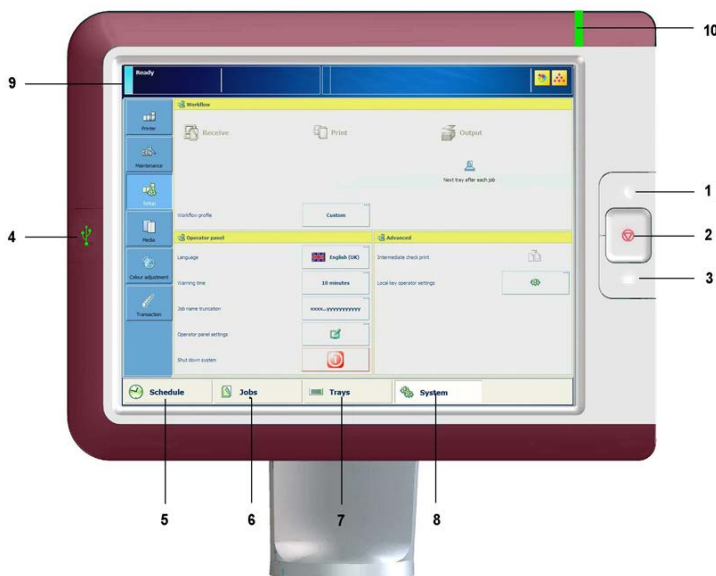 10
9
Ready
Workflow
Printer
Receive
Print
Output
Maintenance
Next tray after each job
Setup
1
Workflow profile
Custom
Media
2
4
Operator panel
Advanced
Language
English (UK)
Intermediate check print
3
Colour adjustment
Warning time
10 minutes
Local key operator settings
Transaction
Job name truncation
xxxx...yyyyyyyyyyy
Operator panel settings
Shut down system
Schedule
Jobs
Trays
System
5
6
7
8